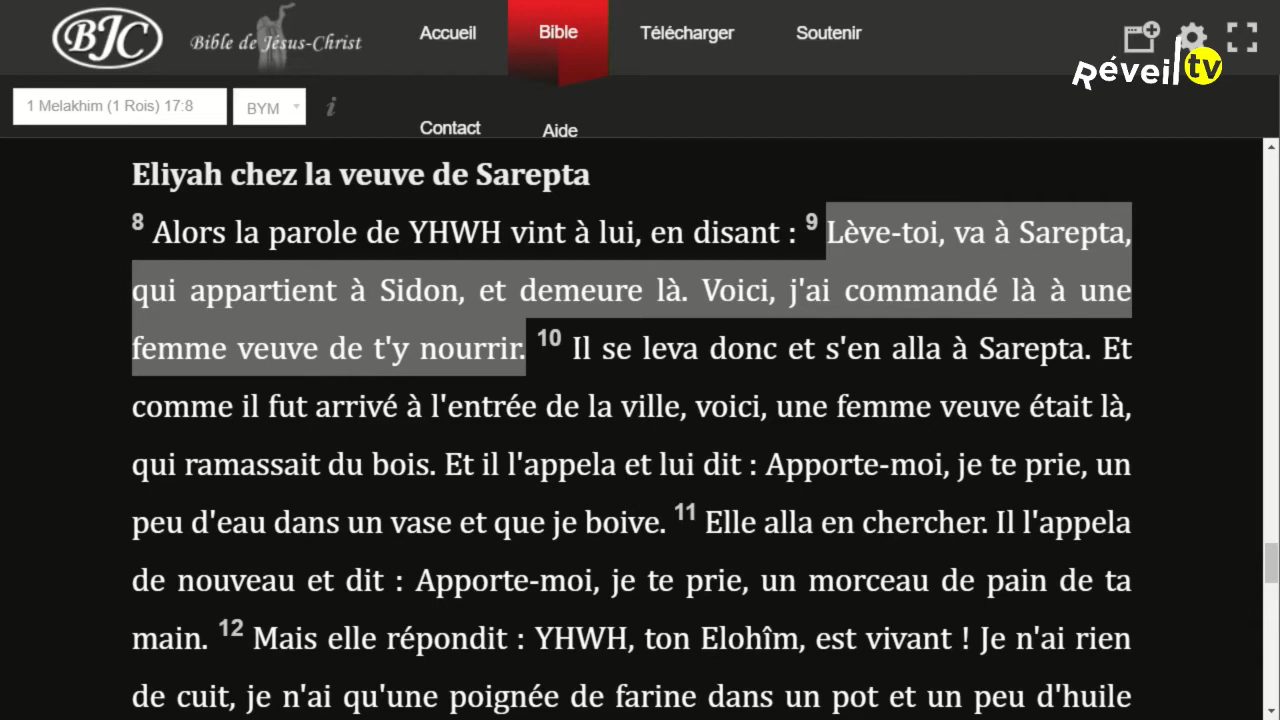 BJC
Bible de Jésus-Christ
Accueil
Bible
Télécharger
Soutenir
Réveil tv
1 Melakhim (1 Rois) 17:8
BYM
i
Contact
Aide
Eliyah chez la veuve de Sarepta
8 Alors la parole de YHWH vint à lui, en disant : 9 Lève-toi, va à Sarepta,
qui appartient à Sidon, et demeure là. Voici, j'ai commandé là à une
femme veuve de t'y nourrir. 10 Il se leva donc et s'en alla à Sarepta. Et
comme il fut arrivé à l'entrée de la ville, voici, une femme veuve était là,
qui ramassait du bois. Et il l'appela et lui dit : Apporte-moi, je te prie, un
peu d'eau dans un vase et que je boive. 11 Elle alla en chercher. Il l'appela
de nouveau et dit : Apporte-moi, je te prie, un morceau de pain de ta
main. 12 Mais elle répondit : YHWH, ton Elohîm, est vivant ! Je n'ai rien
de cuit, je n'ai qu'une poignée de farine dans un pot et un peu d'huile